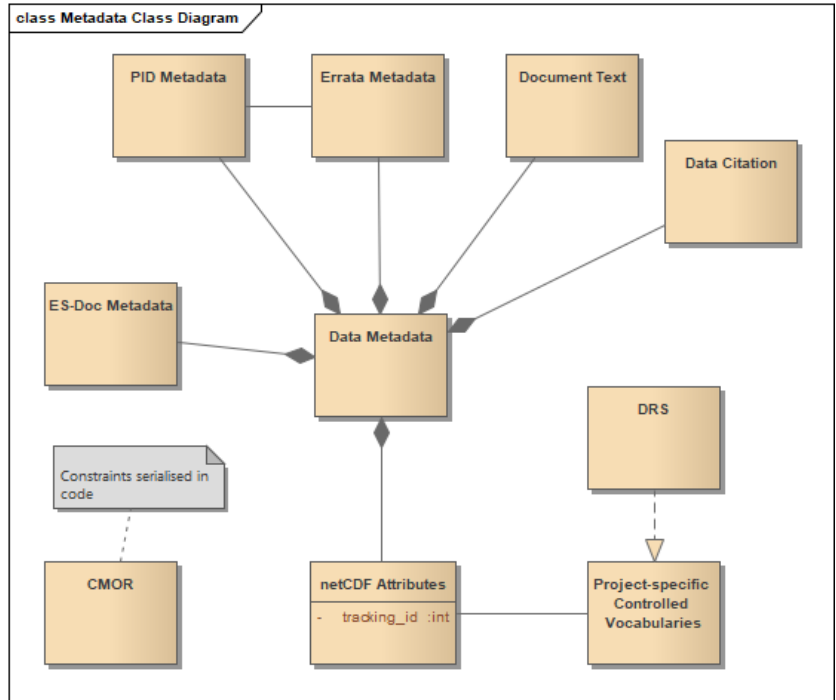 class Metadata Class Diagram
PID Metadata
Errata Metadata
Document Text
Data Citation
ES-Doc Metadata
Data Metadata
DRS
Constraints serialised in
code
CMOR
netCDF Attributes
- tracking_id :int
Project-specific
Controlled
Vocabularies